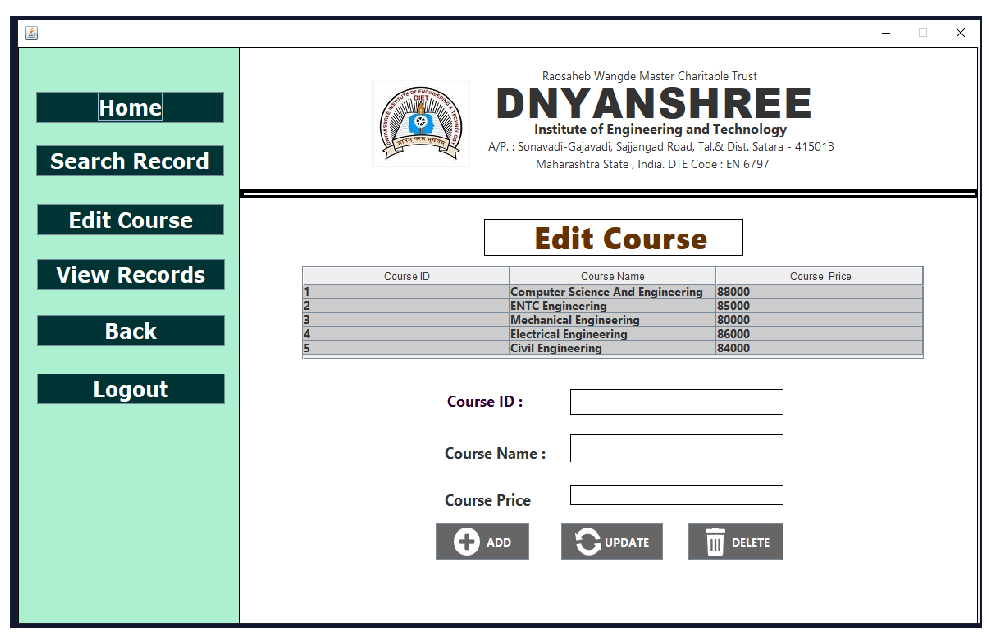 Home
Search Record
Edit Course
View Records
Back
Logout
Raosaheb Wangde Master Charitable Trust
DNYANSHREE
Institute of Engineering and Technology
A/P. : Sonavadi-Gajavadi, Sajjangad Road, Tal.& Dist. Satara - 415013
Maharashtra State , India. DTE Code : EN 6797
DIET
Edit Course
Course ID Course Name Course Price
1 Computer Science And Engineering 88000
2 ENTC Engineering 85000
3 Mechanical Engineering 80000
4 Electrical Engineering 86000
5 Civil Engineering 84000
Course ID :
Course Name :
Course Price
ADD UPDATE DELETE